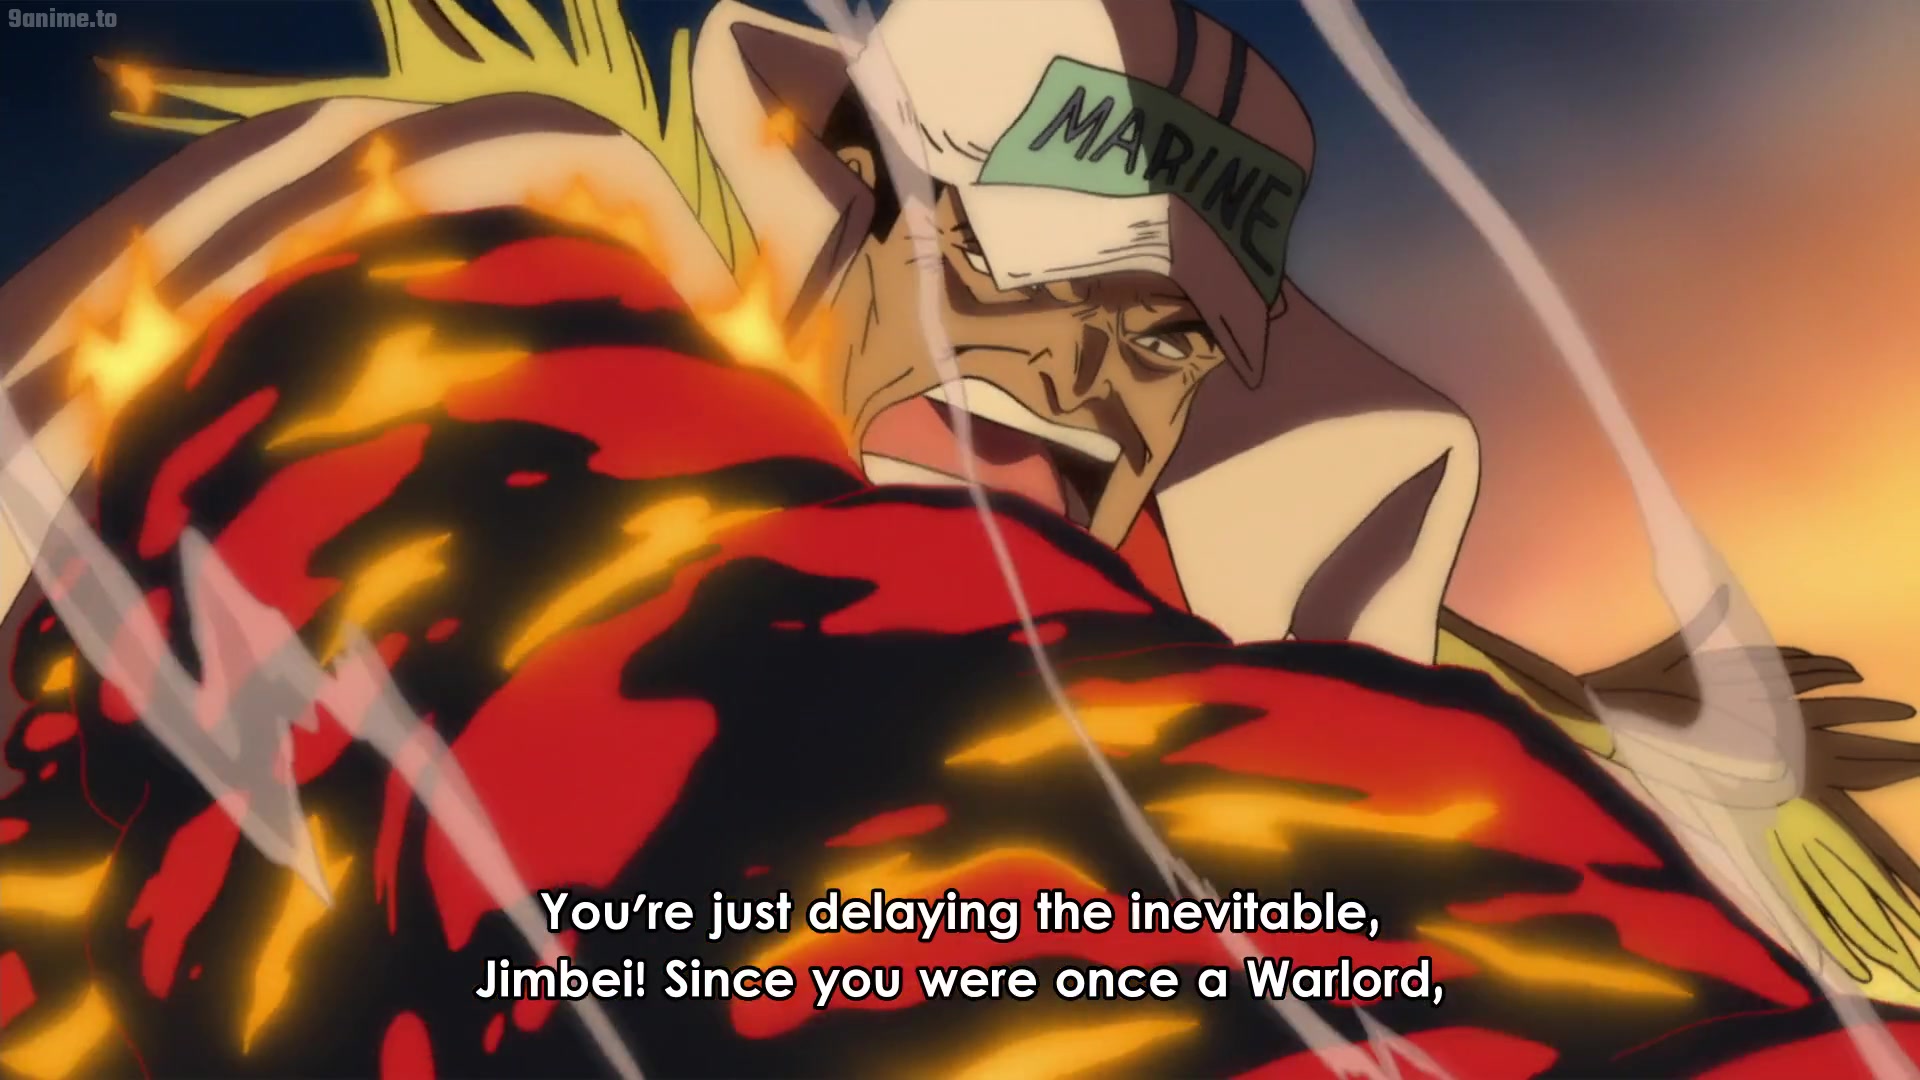 9anime.to
MARINE
You're just delaying the inevitable,
Jimbei! Since you were once a Warlord,